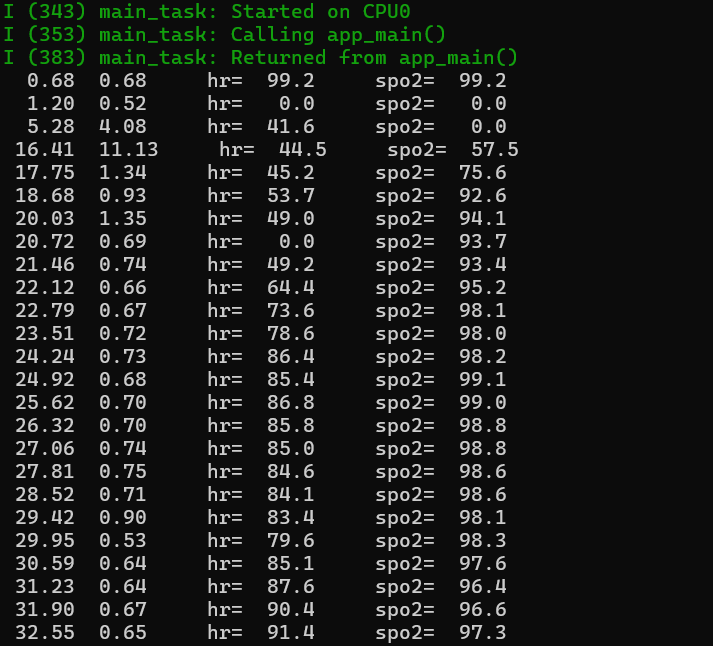 I (343) main_task: Started on CPU0
I (353) main_task: Calling app_main()
I (383) main_task: Returned from app_main()
  0.68  0.68     hr=  99.2     spo2=  99.2
  1.20  0.52     hr=   0.0     spo2=   0.0
  5.28  4.08     hr=  41.6     spo2=   0.0
 16.41  11.13     hr=  44.5     spo2=  57.5
 17.75  1.34     hr=  45.2     spo2=  75.6
 18.68  0.93     hr=  53.7     spo2=  92.6
 20.03  1.35     hr=  49.0     spo2=  94.1
 20.72  0.69     hr=   0.0     spo2=  93.7
 21.46  0.74     hr=  49.2     spo2=  93.4
 22.12  0.66     hr=  64.4     spo2=  95.2
 22.79  0.67     hr=  73.6     spo2=  98.1
 23.51  0.72     hr=  78.6     spo2=  98.0
 24.24  0.73     hr=  86.4     spo2=  98.2
 24.92  0.68     hr=  85.4     spo2=  99.1
 25.62  0.70     hr=  86.8     spo2=  99.0
 26.32  0.70     hr=  85.8     spo2=  98.8
 27.06  0.74     hr=  85.0     spo2=  98.8
 27.81  0.75     hr=  84.6     spo2=  98.6
 28.52  0.71     hr=  84.1     spo2=  98.6
 29.42  0.90     hr=  83.4     spo2=  98.1
 29.95  0.53     hr=  79.6     spo2=  98.3
 30.59  0.64     hr=  85.1     spo2=  97.6
 31.23  0.64     hr=  87.6     spo2=  96.4
 31.90  0.67     hr=  90.4     spo2=  96.6
 32.55  0.65     hr=  91.4     spo2=  97.3